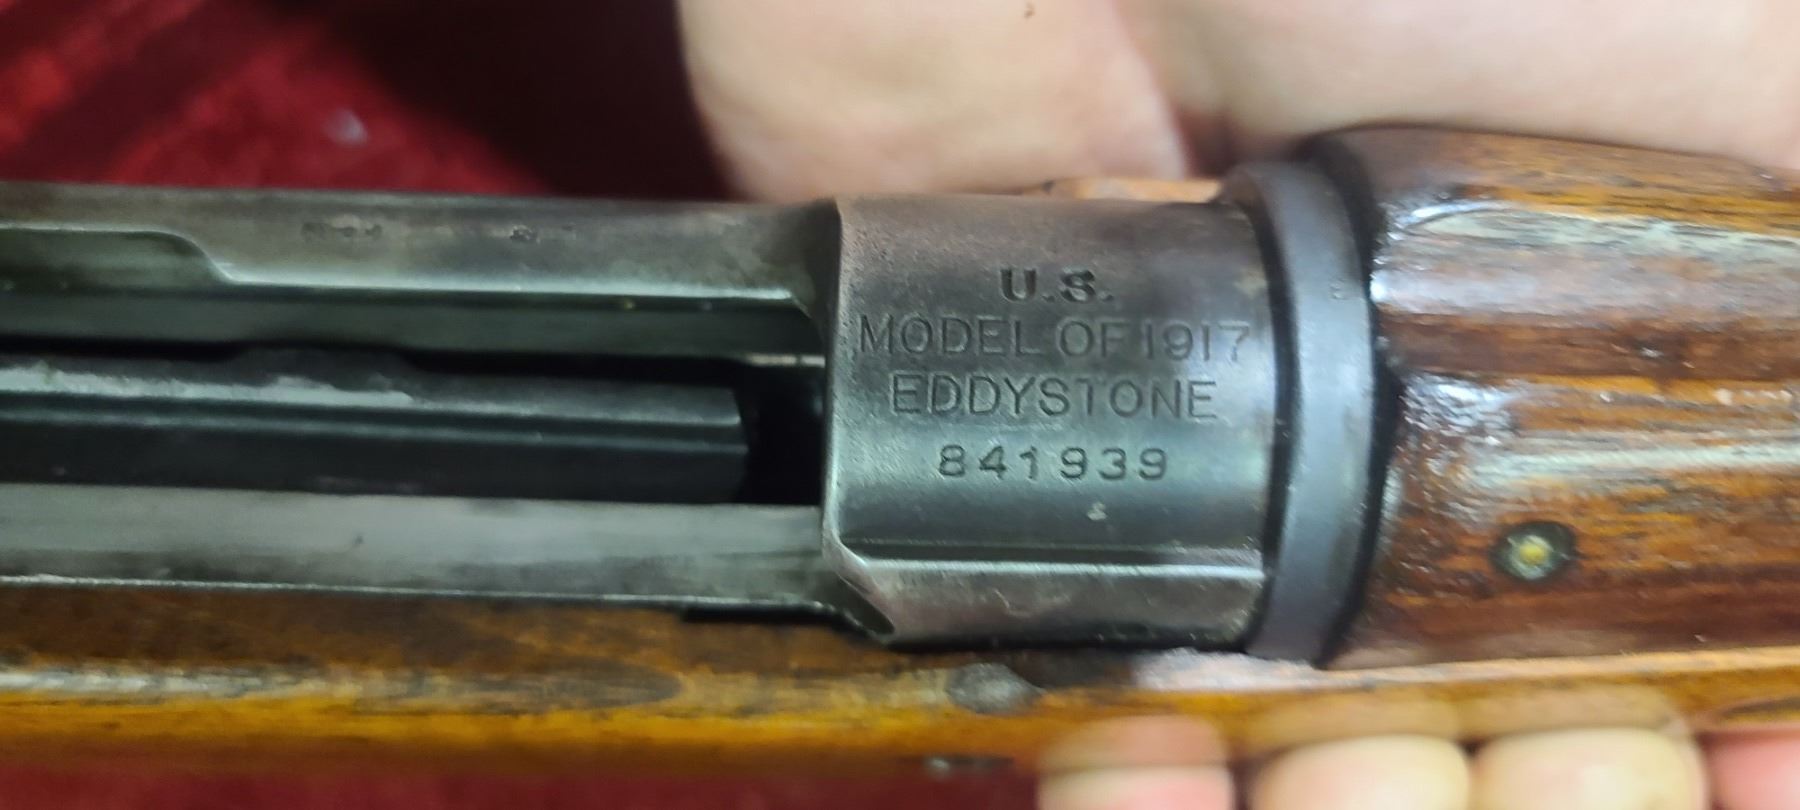 U.S.
MODEL OF 1917
EDDYSTONE
841939